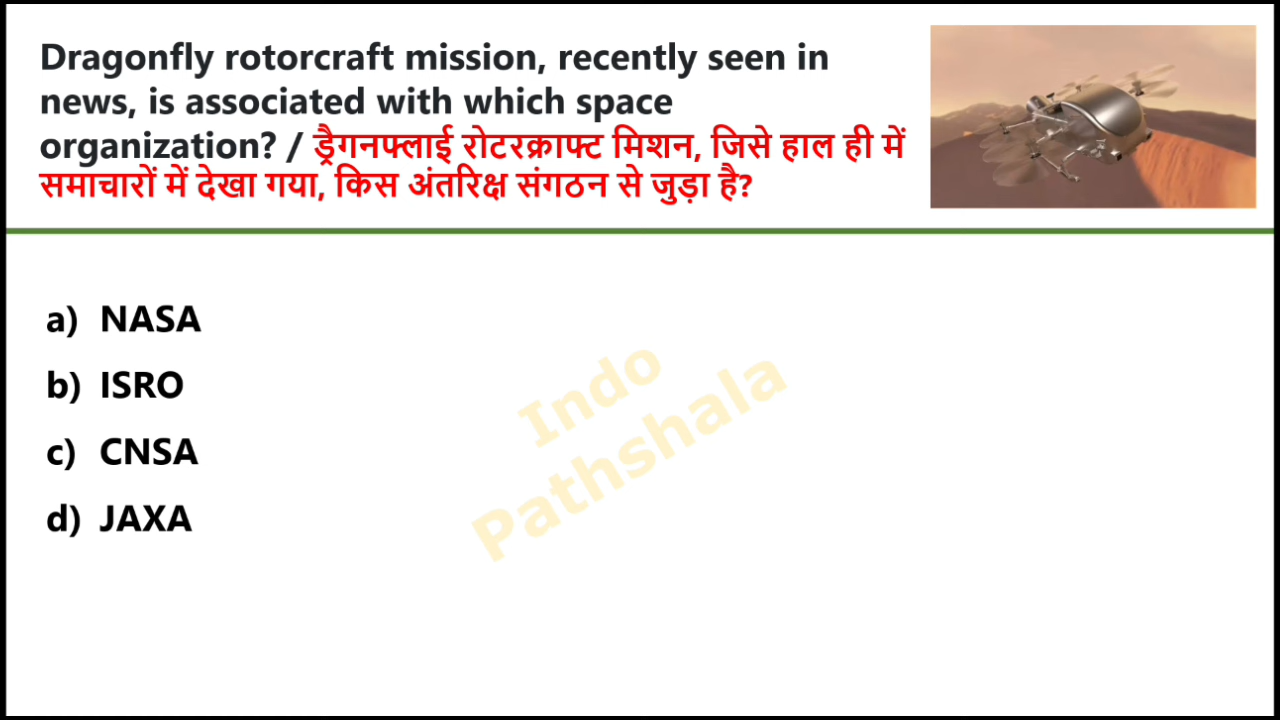 Dragonfly rotorcraft mission, recently seen in
news, is associated with which space
organization? / ड्रैगनफ्लाई रोटरक्राफ्ट मिशन, जिसे हाल ही में
समाचारों में देखा गया, किस अंतरिक्ष संगठन से जुड़ा है?
a) NASA
b) ISRO
c) CNSA
d) JAXA
Indo
Pathshala